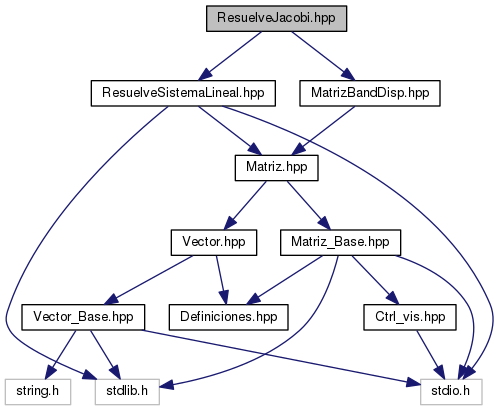 ResuelveJacobi.hpp
ResuelveSistemaLineal.hpp
MatrizBandDisp.hpp
Matriz.hpp
Vector.hpp
Matriz_Base.hpp
Vector_Base.hpp
Definiciones.hpp
Ctrl_vis.hpp
string.h
stdlib.h
stdio.h